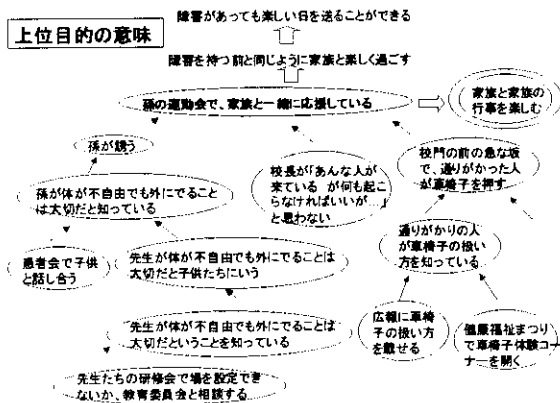 障害があっても楽しい日を送ることができる
上位目的の意味
障害を持つ前と同じように家族と楽しく過ごす
孫の運動会で、家族と一緒に応援している
家族と家族の
行事を楽しむ
孫が誘う
校長が「あんな人が
来ている が何も起こ
らなければいいが…」
と思わない
校門の前の急な坂
で、通りがかった人
が車椅子を押す
孫が体が不自由でも外にでること
は大切だと知っている
患者会で子供
と話し合う
先生が体が不自由でも外にでることは
大切だと子供たちにいう
通りがかりの人
が車椅子の扱い
方を知っている
先生が体が不自由でも外にでることは
大切だということを知っている
広報に車椅
子の扱い方
を載せる
健康福祉まつり
で車椅子体験コー
ナーを開く
先生たちの研修会で場を設定でき
ないか、教育委員会と相談する